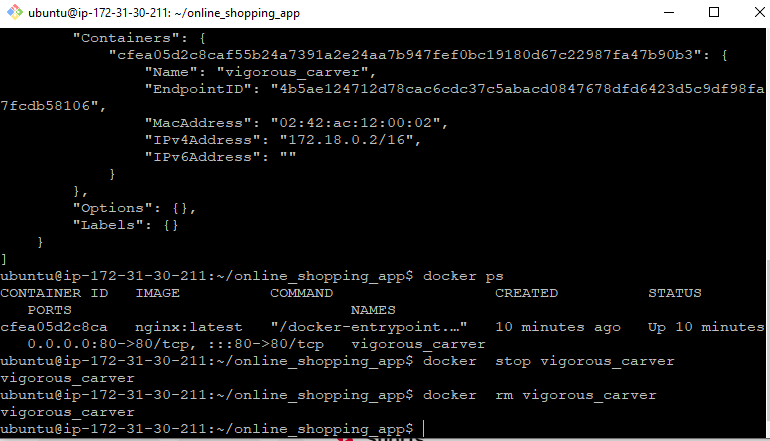 ubuntu@ip-172-31-30-211: ~/online_shopping_app
"Containers": {
"cfea05d2c8caf55b24a7391a2e24aa7b947fef0bc19180d67c22987fa47b90b3": {
"Name": "vigorous_carver",
"EndpointID": "4b5ae124712d78cac6cdc37c5abacd0847678dfd6423d5c9df98fa
7fcdb58106",
"MacAddress": "02:42:ac:12:00:02",
"IPv4Address": "172.18.0.2/16",
"IPv6Address": ""
}
},
"Options": {},
"Labels": {}
}
]
ubuntu@ip-172-31-30-211:~/online_shopping_app$ docker ps
CONTAINER ID   IMAGE          COMMAND                  CREATED          STATUS
PORTS                               NAMES
cfea05d2c8ca   nginx:latest   "/docker-entrypoint.…"   10 minutes ago   Up 10 minutes
0.0.0.0:80->80/tcp, :::80->80/tcp   vigorous_carver
ubuntu@ip-172-31-30-211:~/online_shopping_app$ docker  stop vigorous_carver
vigorous_carver
ubuntu@ip-172-31-30-211:~/online_shopping_app$ docker  rm vigorous_carver
vigorous_carver
ubuntu@ip-172-31-30-211:~/online_shopping_app$